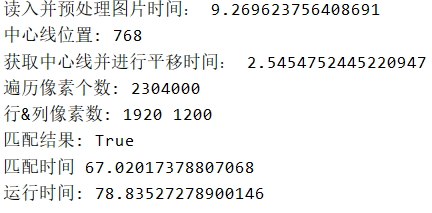 读入并预处理图片时间： 9.269623756408691
中心线位置: 768
获取中心线并进行平移时间： 2.5454752445220947
遍历像素个数: 2304000
行&列像素数: 1920 1200
匹配结果: True
匹配时间 67.02017378807068
运行时间: 78.83527278900146